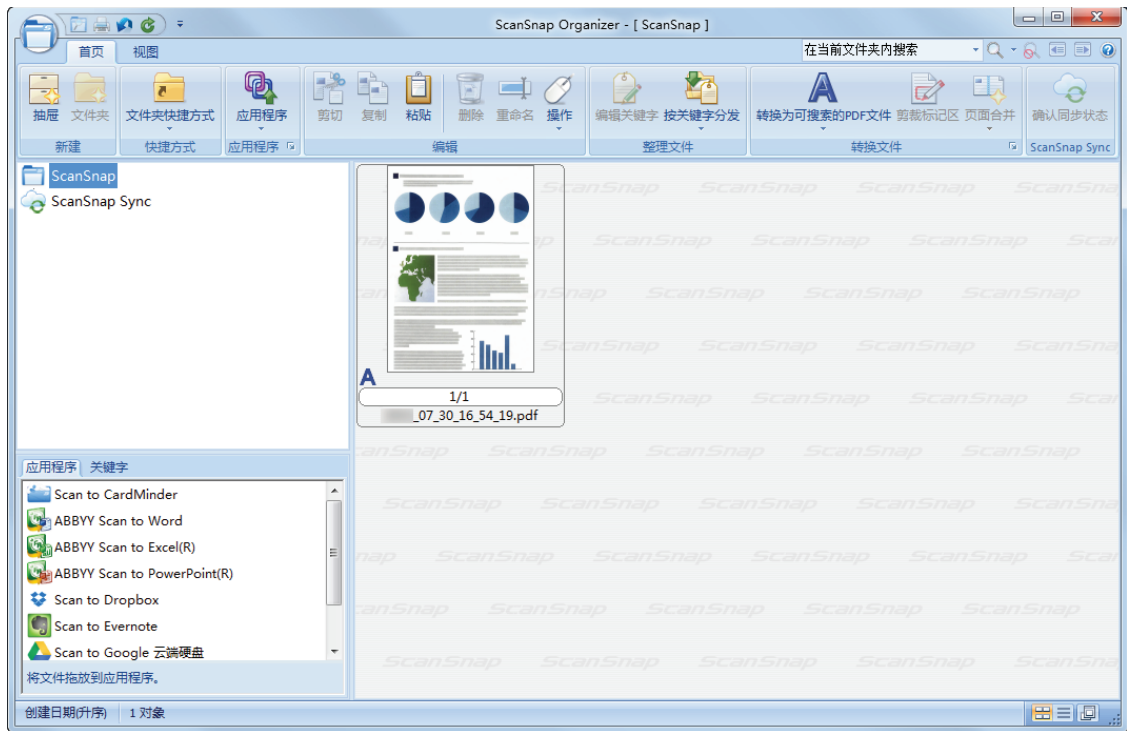 ScanSnap Organizer - [ ScanSnap ]
首页 视图 在当前文件夹内搜索
抽屉 文件夹 文件夹快捷方式 应用程序 剪切 复制 粘贴 删除 重命名 操作 编辑关键字 按关键字分发 转换为可搜索的PDF文件 剪裁标记区 页面合并 确认同步状态
新建 快捷方式 应用程序 编辑 整理文件 转换文件 ScanSnap Sync
ScanSnap
ScanSnap Sync
A
1/1
_07_30_16_54_19.pdf
应用程序 关键字
Scan to CardMinder
ABBYY Scan to Word
ABBYY Scan to Excel(R)
ABBYY Scan to PowerPoint(R)
Scan to Dropbox
Scan to Evernote
Scan to Google 云端硬盘
将文件拖放到应用程序。
创建日期(升序) 1 对象